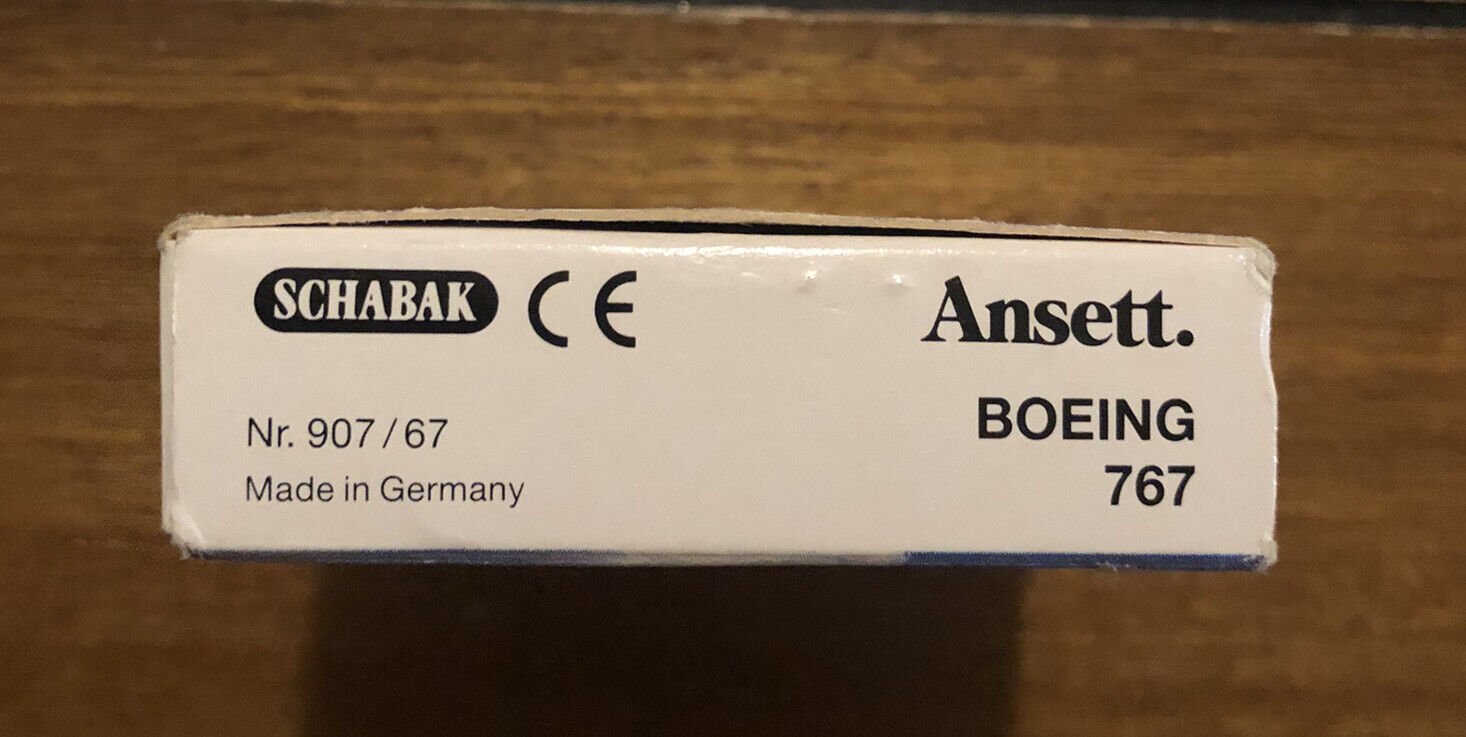 SCHABAK CE
Ansett.
Nr. 907/67
Made in Germany
BOEING
767